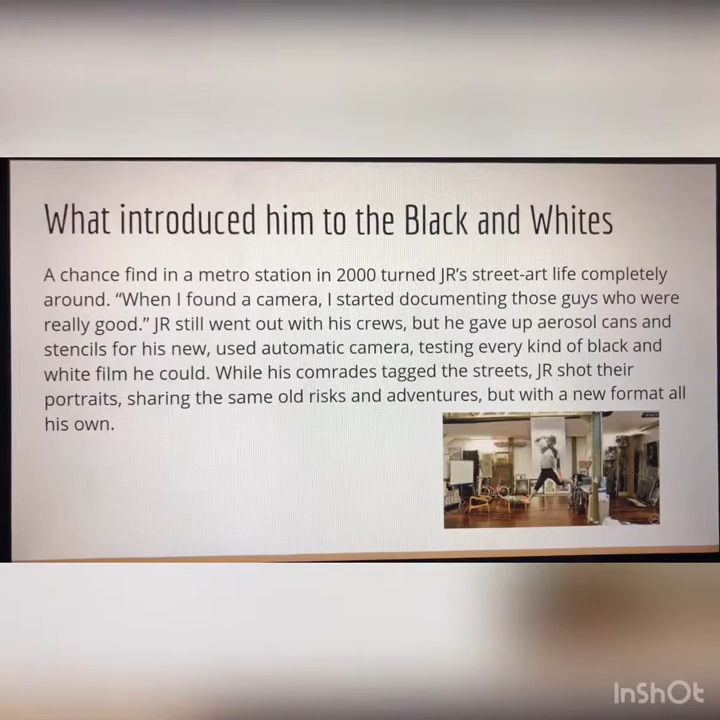 What introduced him to the Black and Whites
A chance find in a metro station in 2000 turned JR's street-art life completely
around. “When I found a camera, I started documenting those guys who were
really good.” JR still went out with his crews, but he gave up aerosol cans and
stencils for his new, used automatic camera, testing every kind of black and
white film he could. While his comrades tagged the streets, JR shot their
portraits, sharing the same old risks and adventures, but with a new format all
his own.
InShOt